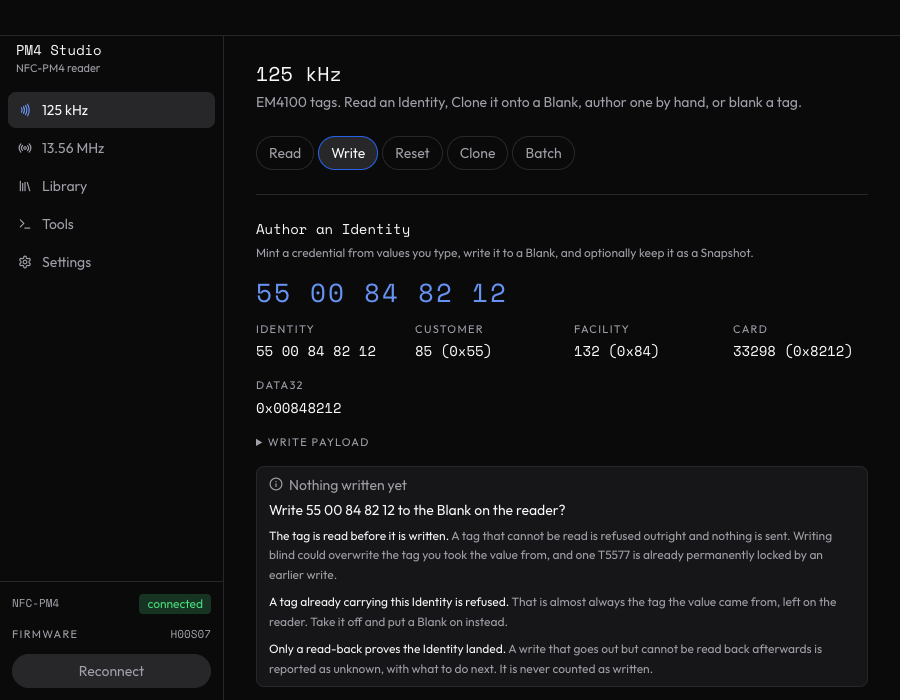 PM4 Studio
NFC-PM4 reader
125 kHz
13.56 MHz
Library
Tools
Settings
NFC-PM4
connected
FIRMWARE
H00S07
Reconnect
125 kHz
EM4100 tags. Read an Identity, Clone it onto a Blank, author one by hand, or blank a tag.
Read
Write
Reset
Clone
Batch
Author an Identity
Mint a credential from values you type, write it to a Blank, and optionally keep it as a Snapshot.
55 00 84 82 12
IDENTITY
55 00 84 82 12
CUSTOMER
85 (0x55)
FACILITY
132 (0x84)
CARD
33298 (0x8212)
DATA32
0x00848212
WRITE PAYLOAD
Nothing written yet
Write 55 00 84 82 12 to the Blank on the reader?
The tag is read before it is written. A tag that cannot be read is refused outright and nothing is sent. Writing
blind could overwrite the tag you took the value from, and one T5577 is already permanently locked by an
earlier write.
A tag already carrying this Identity is refused. That is almost always the tag the value came from, left on the
reader. Take it off and put a Blank on instead.
Only a read-back proves the Identity landed. A write that goes out but cannot be read back afterwards is
reported as unknown, with what to do next. It is never counted as written.